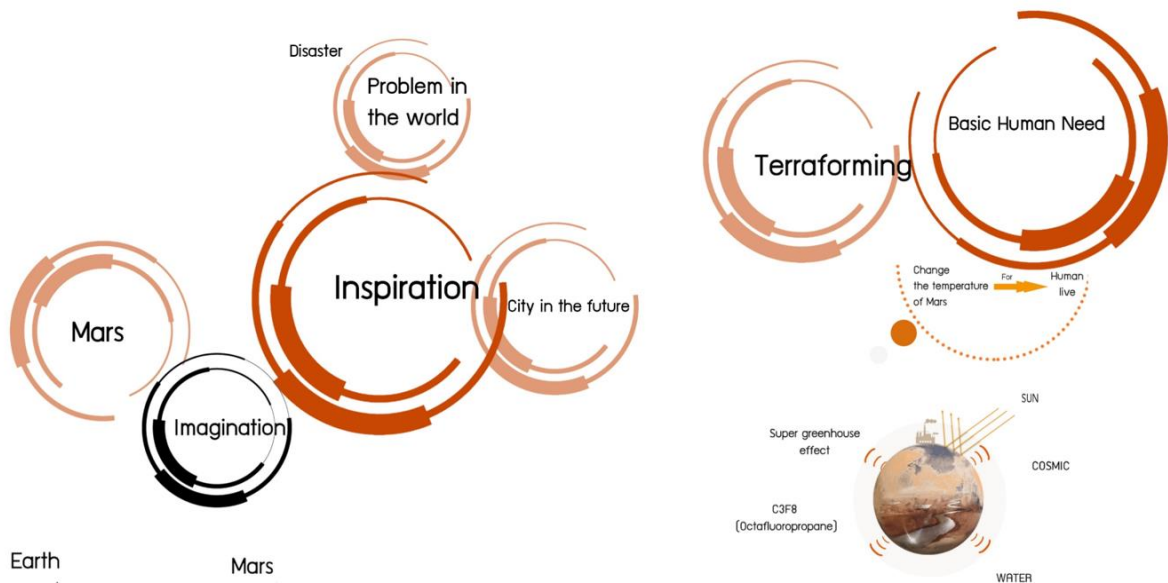 Disaster
Problem in
the world
Inspiration
City in the future
Mars
Imagination
Earth
Mars
Terraforming
Basic Human Need
Change
the temperature
of Mars
For
Human
live
SUN
Super greenhouse
effect
COSMIC
C3F8
(Octafluoropropane)
WATER